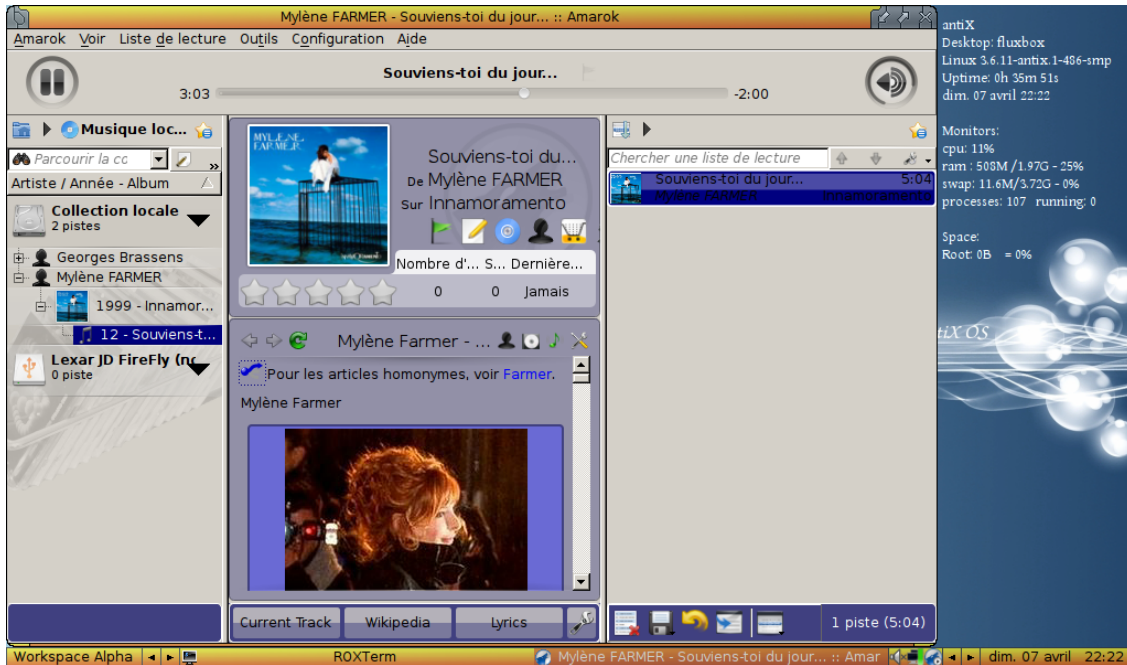 Mylène FARMER - Souviens-toi du jour... :: Amarok
Amarok Voir Liste de lecture Outils Configuration Aide
Souviens-toi du jour...
3:03 -2:00
Musique loc...
Parcourir la cc
»
Artiste / Année - Album
Collection locale
2 pistes
Georges Brassens
Mylène FARMER
1999 - Innamor...
12 - Souviens-t...
Lexar JD FireFly (nc
0 piste
MYLENE
FARMER
Souviens-toi du...
De Mylène FARMER
sur Innamoramento
Nombre d'... S... Dernière...
0 0 Jamais
Mylène Farmer - ...
Pour les articles homonymes, voir Farmer.
Mylène Farmer
Current Track Wikipedia Lyrics
Chercher une liste de lecture
Souviens-toi du jour... 5:04
Mylène FARMER Innamoramento
1 piste (5:04)
antiX
Desktop: fluxbox
Linux 3.6.11-antix.1-486-smp
Uptime: 0h 35m 51s
dim. 07 avril 22:22
Monitors:
cpu: 11%
ram : 508M /1.97G - 25%
swap: 11.6M/3.72G - 0%
processes: 107 running: 0
Space:
Root: 0B = 0%
tiX OS
Workspace Alpha ROXTerm Mylène FARMER - Souviens-toi du jour... :: Amar dim. 07 avril 22:22